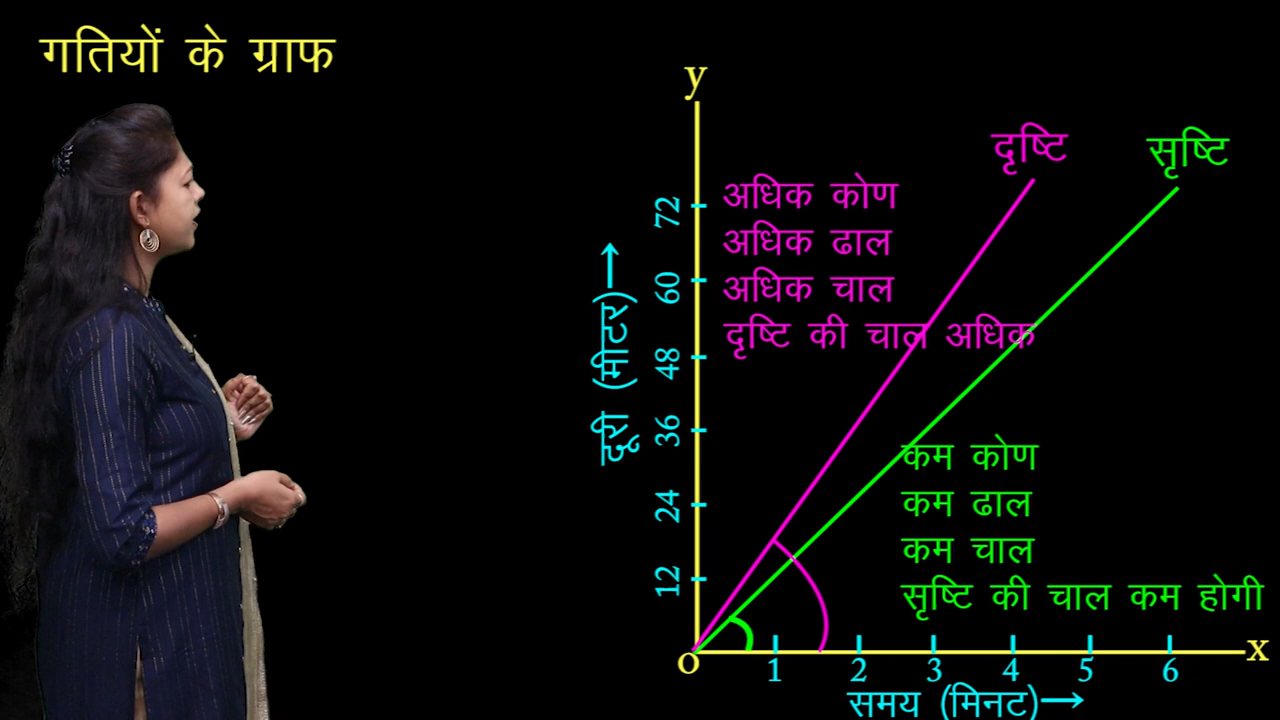 गतियों के ग्राफ
y
दृष्टि
सृष्टि
अधिक कोण
अधिक ढाल
अधिक चाल
दृष्टि की चाल अधिक
72
60
48
36
24
12
दूरी (मीटर)→
कम कोण
कम ढाल
कम चाल
सृष्टि की चाल कम होगी
o
x
1 2 3 4 5 6
समय (मिनट)→